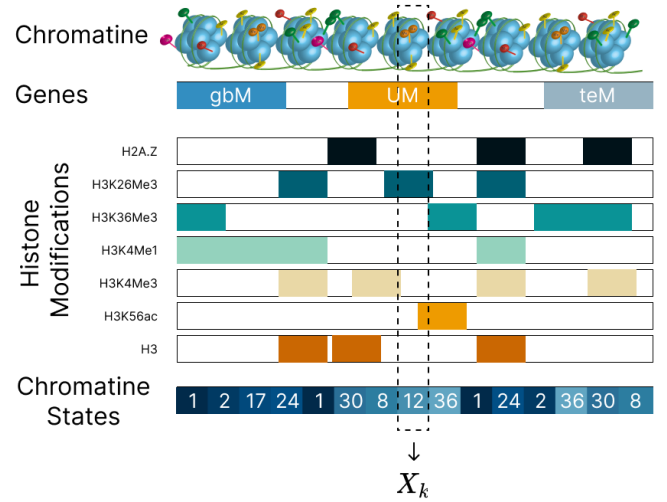 Chromatine
Genes
gbM UM teM
Histone
Modifications
H2A.Z
H3K26Me3
H3K36Me3
H3K4Me1
H3K4Me3
H3K56ac
H3
Chromatine
States
1 2 17 24 1 30 8 12 36 1 24 2 36 30 8
↓
X_k